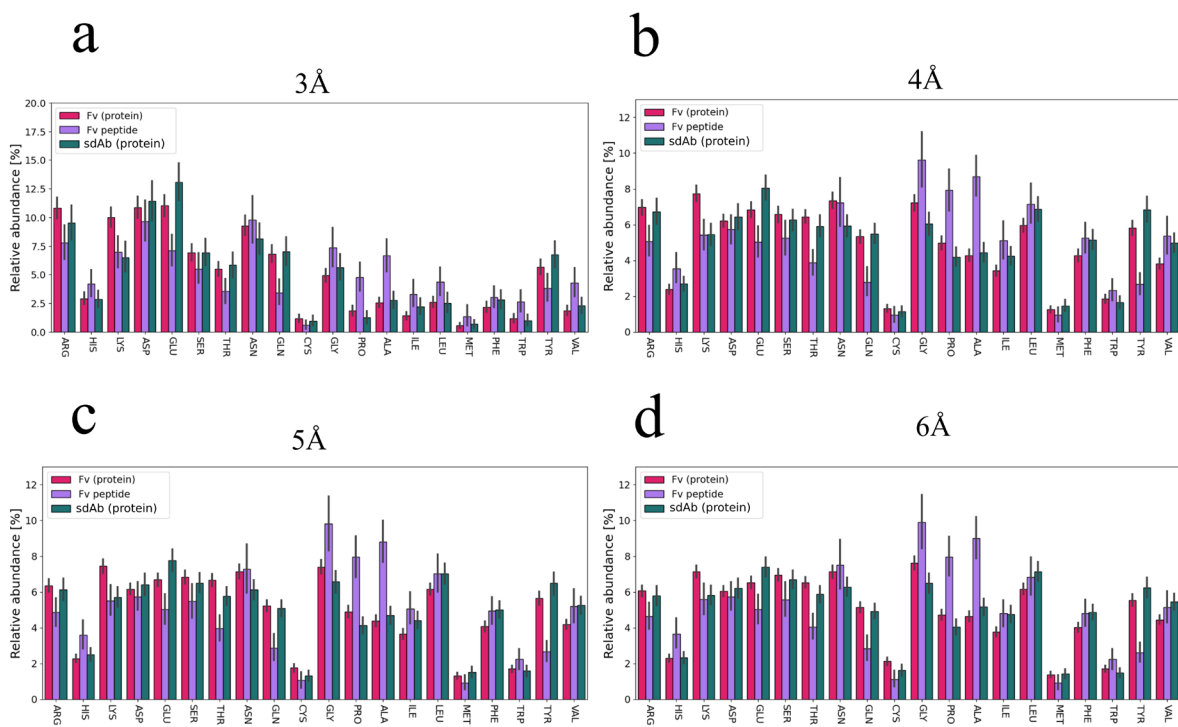 a
3Å
Relative abundance [%]
20.0
17.5
15.0
12.5
10.0
7.5
5.0
2.5
0.0
Fv (protein)
Fv peptide
sdAb (protein)
ARG
HIS
LYS
ASP
GLU
SER
THR
ASN
GLN
CYS
GLY
PRO
ALA
ILE
LEU
MET
PHE
TRP
TYR
VAL
b
4Å
Relative abundance [%]
12
10
8
6
4
2
0
Fv (protein)
Fv peptide
sdAb (protein)
ARG
HIS
LYS
ASP
GLU
SER
THR
ASN
GLN
CYS
GLY
PRO
ALA
ILE
LEU
MET
PHE
TRP
TYR
VAL
c
5Å
Relative abundance [%]
12
10
8
6
4
2
0
Fv (protein)
Fv peptide
sdAb (protein)
ARG
HIS
LYS
ASP
GLU
SER
THR
ASN
GLN
CYS
GLY
PRO
ALA
ILE
LEU
MET
PHE
TRP
TYR
VAL
d
6Å
Relative abundance [%]
12
10
8
6
4
2
0
Fv (protein)
Fv peptide
sdAb (protein)
ARG
HIS
LYS
ASP
GLU
SER
THR
ASN
GLN
CYS
GLY
PRO
ALA
ILE
LEU
MET
PHE
TRP
TYR
VAL